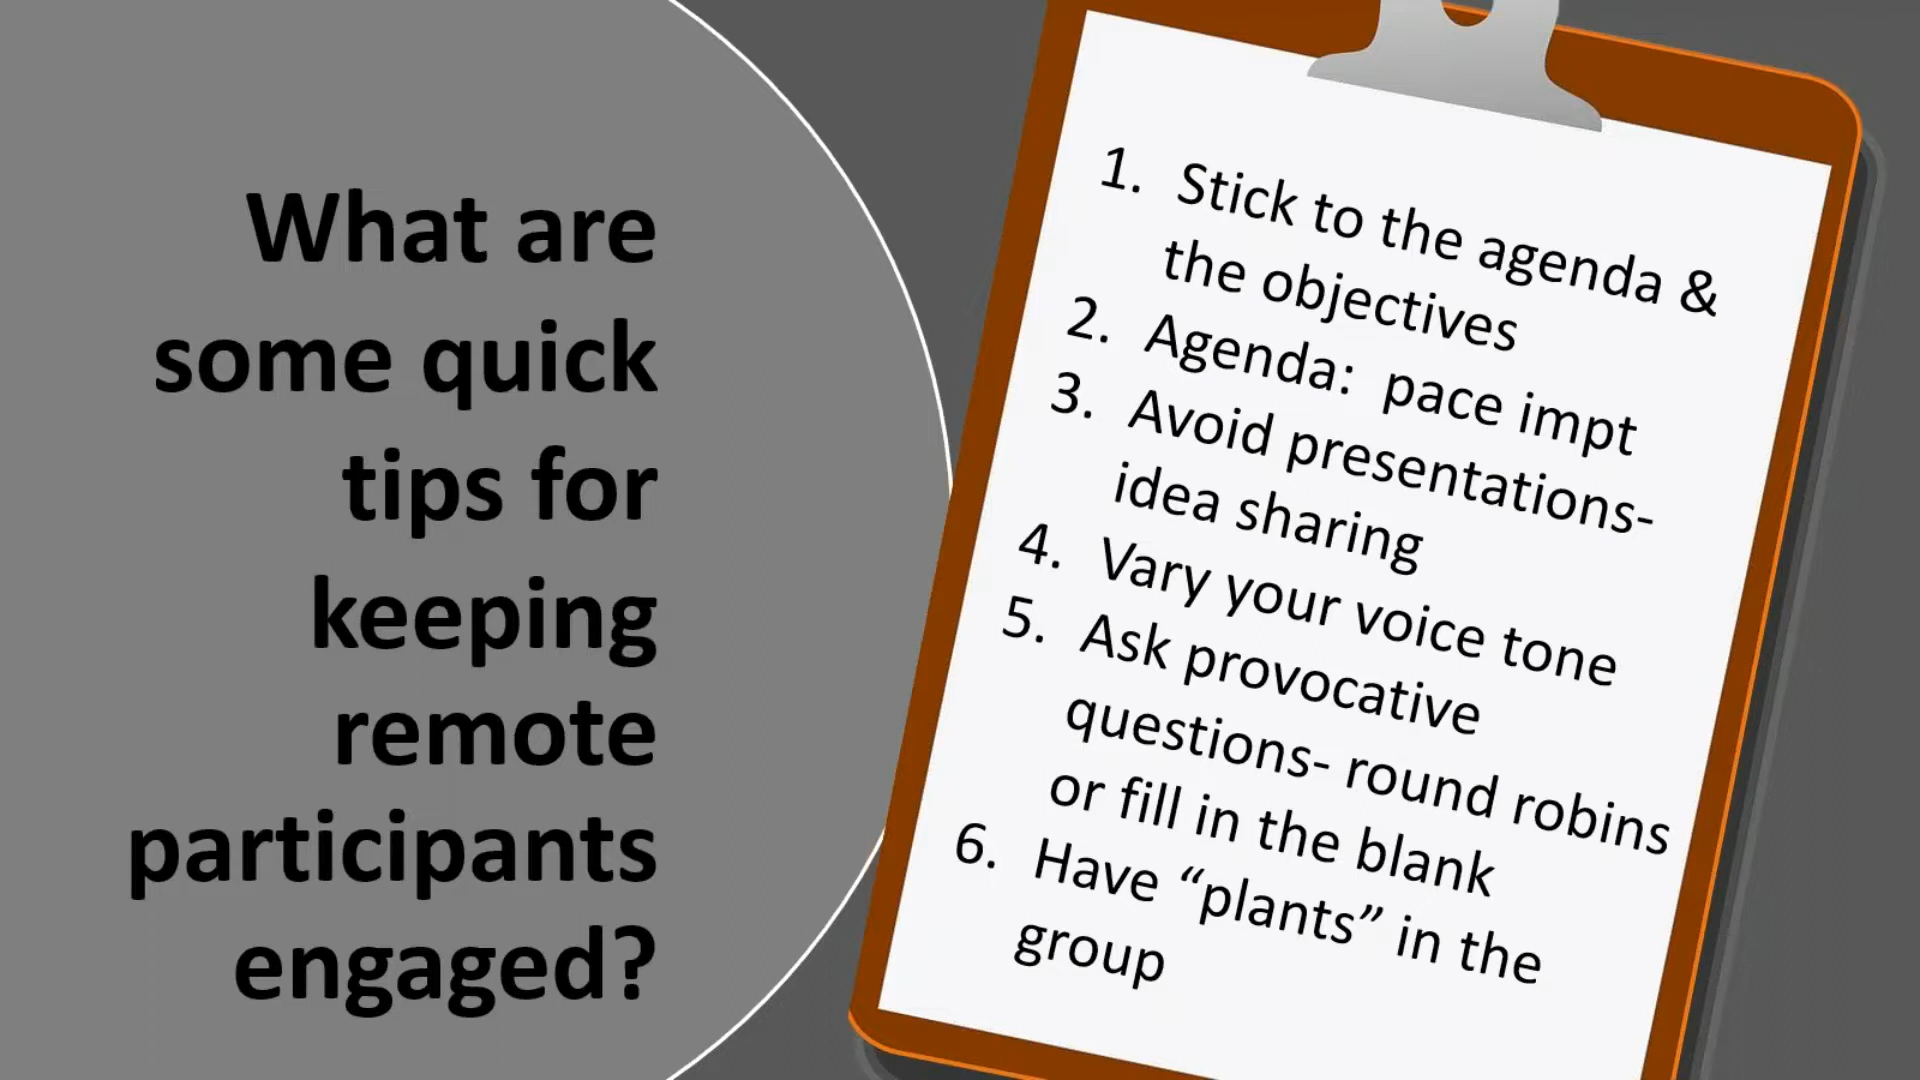 What are
some quick
tips for
keeping
remote
participants
engaged?
1. Stick to the agenda &
the objectives
2. Agenda:  pace impt
3. Avoid presentations-
idea sharing
4. Vary your voice tone
5. Ask provocative
questions- round robins
or fill in the blank
6. Have “plants” in the
group